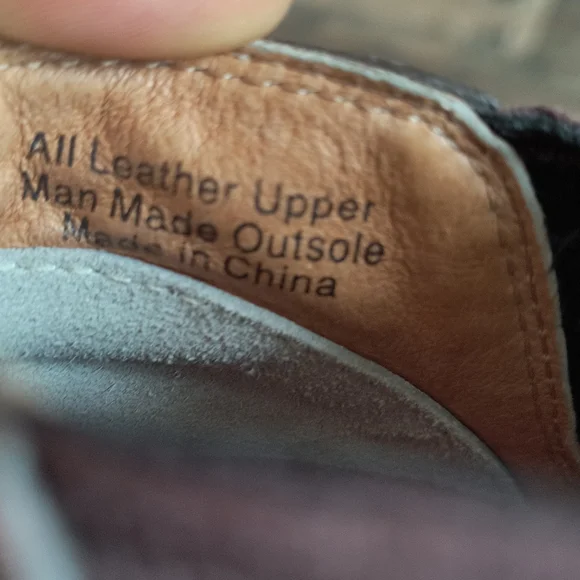 All Leather Upper
Man Made Outsole
Made in China